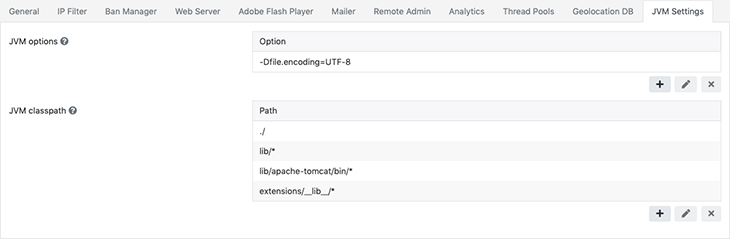 General IP Filter Ban Manager Web Server Adobe Flash Player Mailer Remote Admin Analytics Thread Pools Geolocation DB JVM Settings
JVM options Option
-Dfile.encoding=UTF-8
JVM classpath Path
./
lib/*
lib/apache-tomcat/bin/*
extensions/__lib__/*